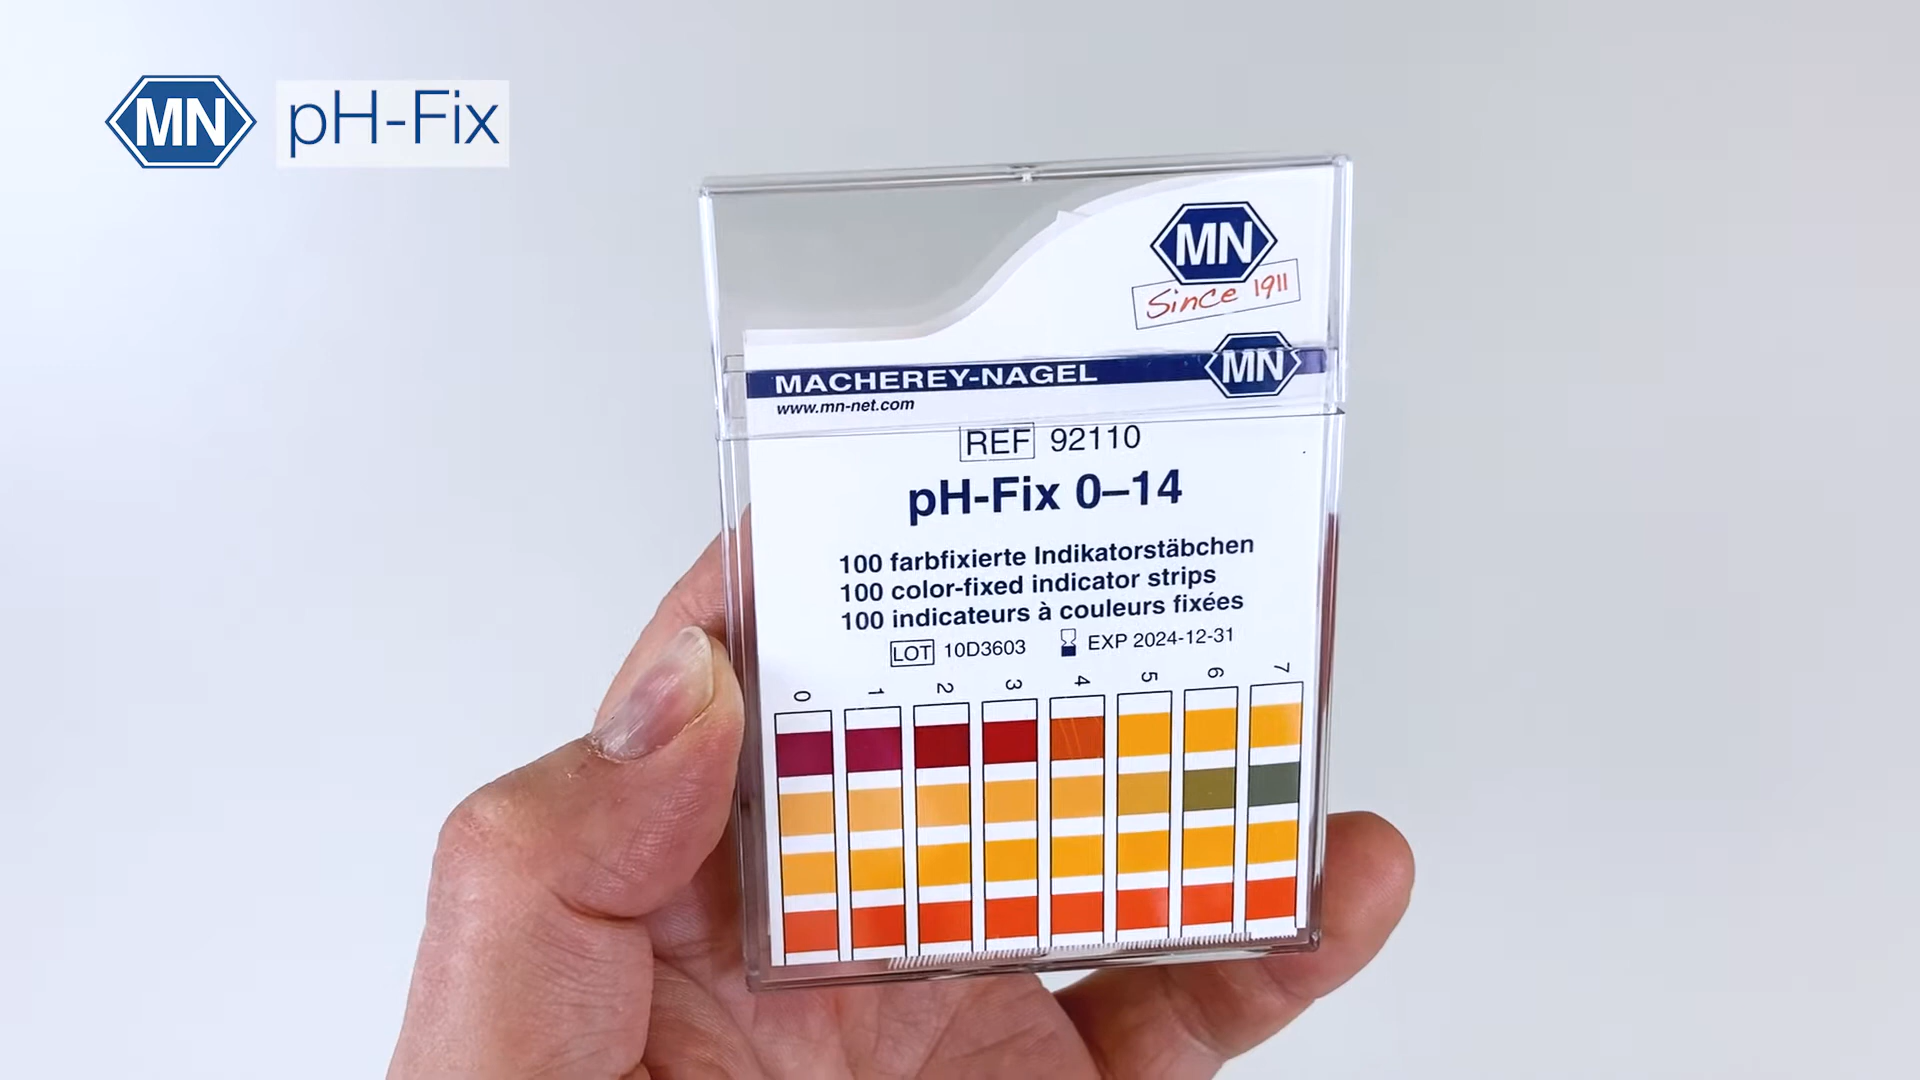 MN pH-Fix
MN
Since 1911
MACHEREY-NAGEL MN
www.mn-net.com
REF 92110
pH-Fix 0–14
100 farbfixierte Indikatorstäbchen
100 color-fixed indicator strips
100 indicateurs à couleurs fixées
LOT 10D3603 EXP 2024-12-31
0 1 2 3 4 5 6 7